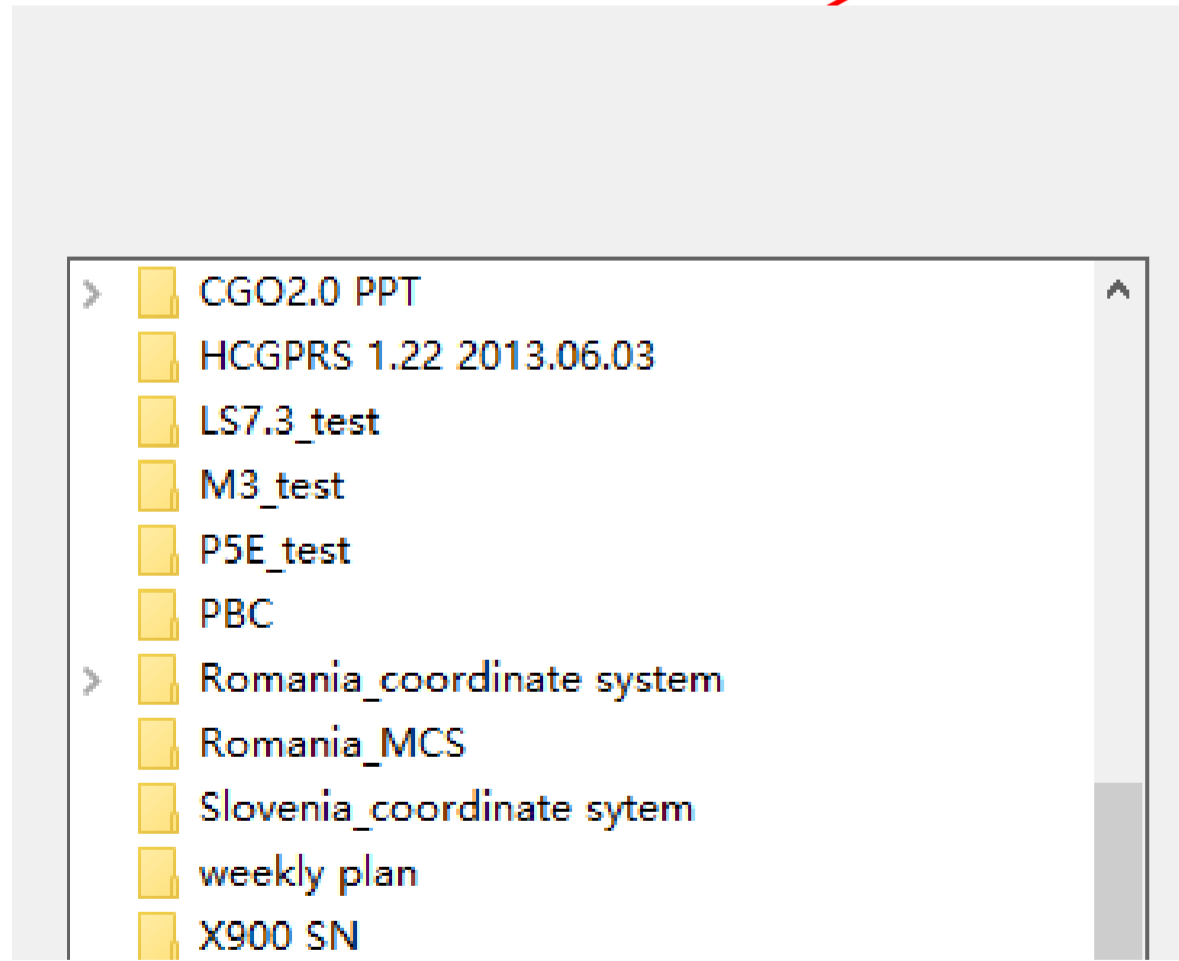 CGO2.0 PPT
HCGPRS 1.22 2013.06.03
LS7.3_test
M3_test
P5E_test
PBC
Romania_coordinate system
Romania_MCS
Slovenia_coordinate sytem
weekly plan
X900 SN